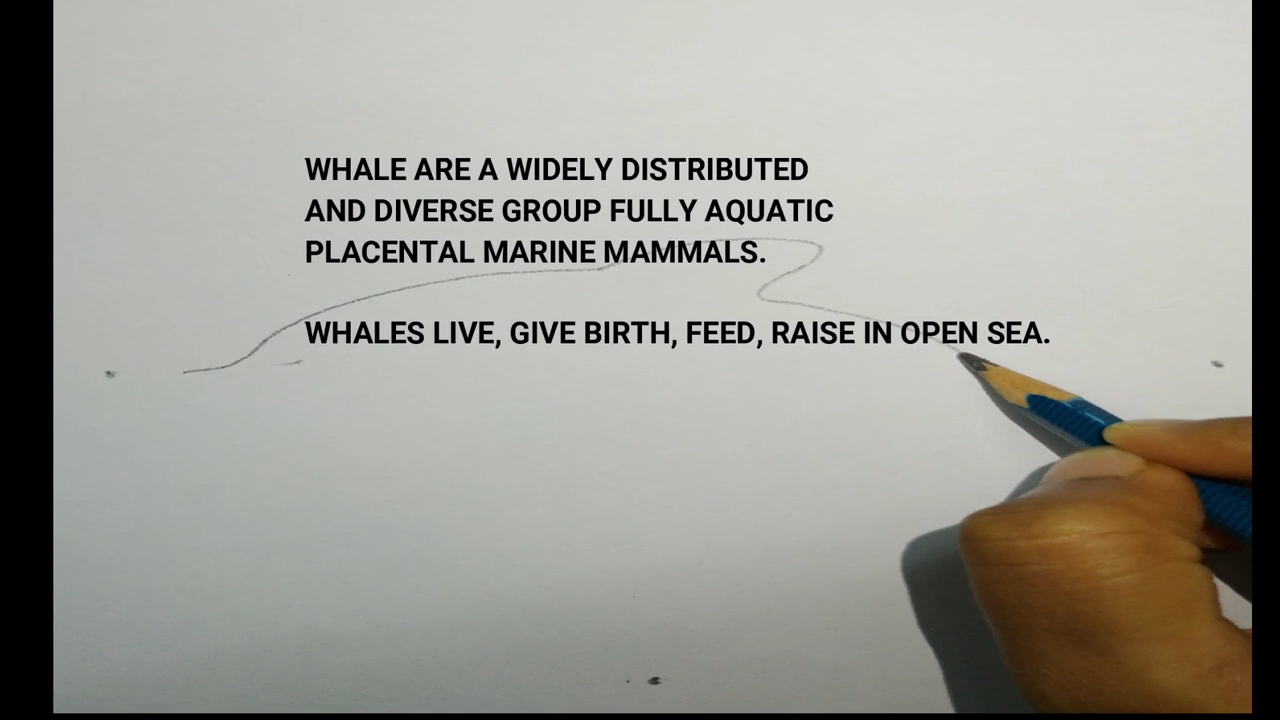 WHALE ARE A WIDELY DISTRIBUTED
AND DIVERSE GROUP FULLY AQUATIC
PLACENTAL MARINE MAMMALS.
WHALES LIVE, GIVE BIRTH, FEED, RAISE IN OPEN SEA.